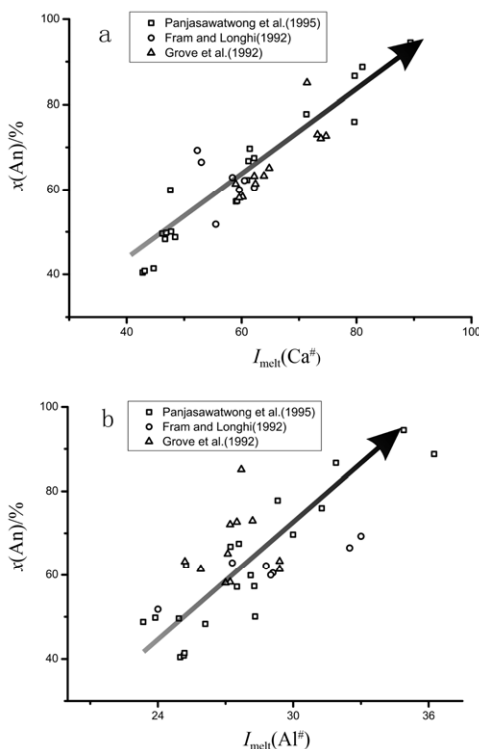 a
Panjasawatwong et al.(1995)
Fram and Longhi(1992)
Grove et al.(1992)
100
80
60
40
x(An)/%
40 60 80 100
I_melt(Ca^#)
b
Panjasawatwong et al.(1995)
Fram and Longhi(1992)
Grove et al.(1992)
100
80
60
40
x(An)/%
24 30 36
I_melt(Al^#)